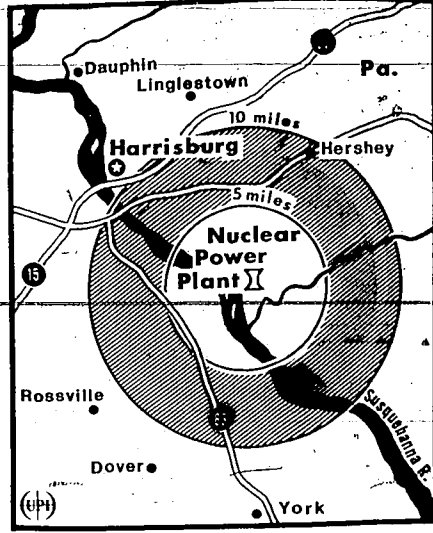 Dauphin
Linglestown
Pa.
10 miles
Harrisburg
Hershey
5 miles
Nuclear
Power
Plant
15
Rossville
Susquehanna R.
Dover
York
UPI